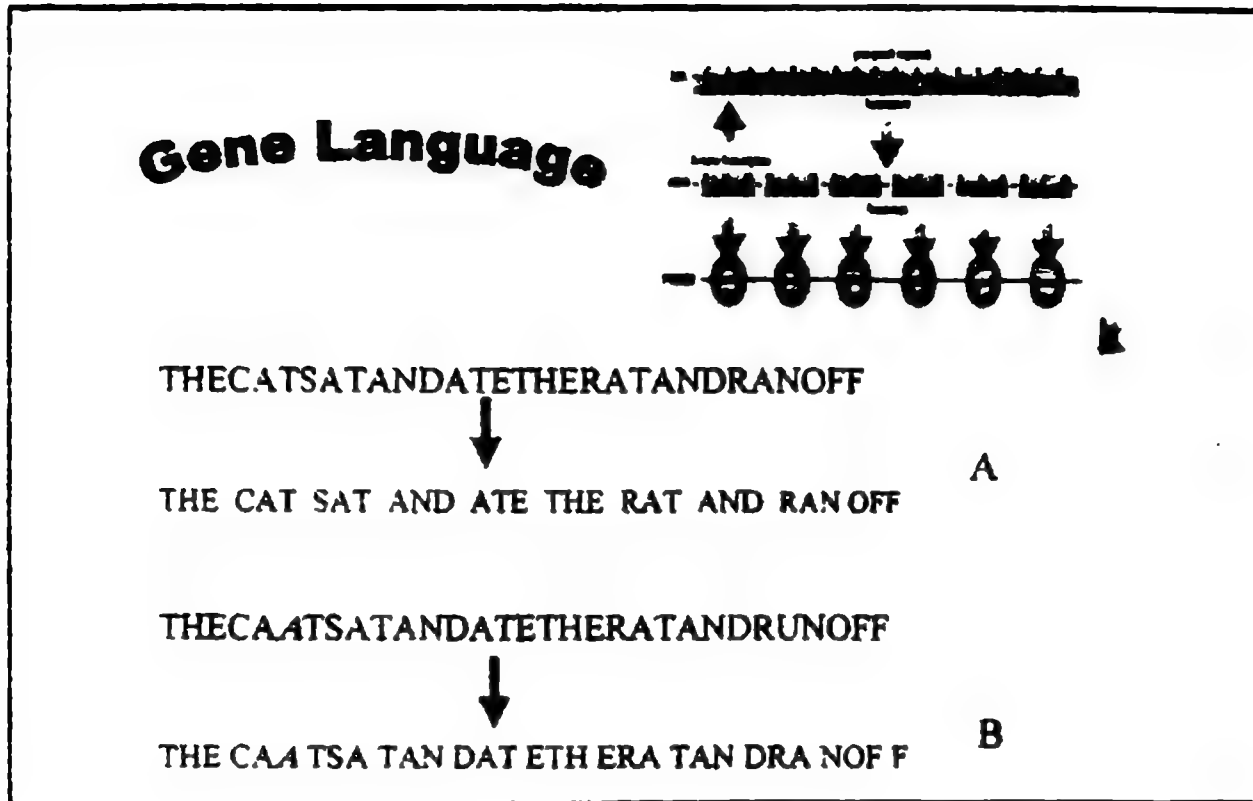 Gene Language
THECATSATANDATETHERATANDRANOFF
A
THE CAT SAT AND ATE THE RAT AND RAN OFF
THECAATSATANDATETHERATANDRUNOFF
B
THE CAA TSA TAN DAT ETH ERA TAN DRA NOF F